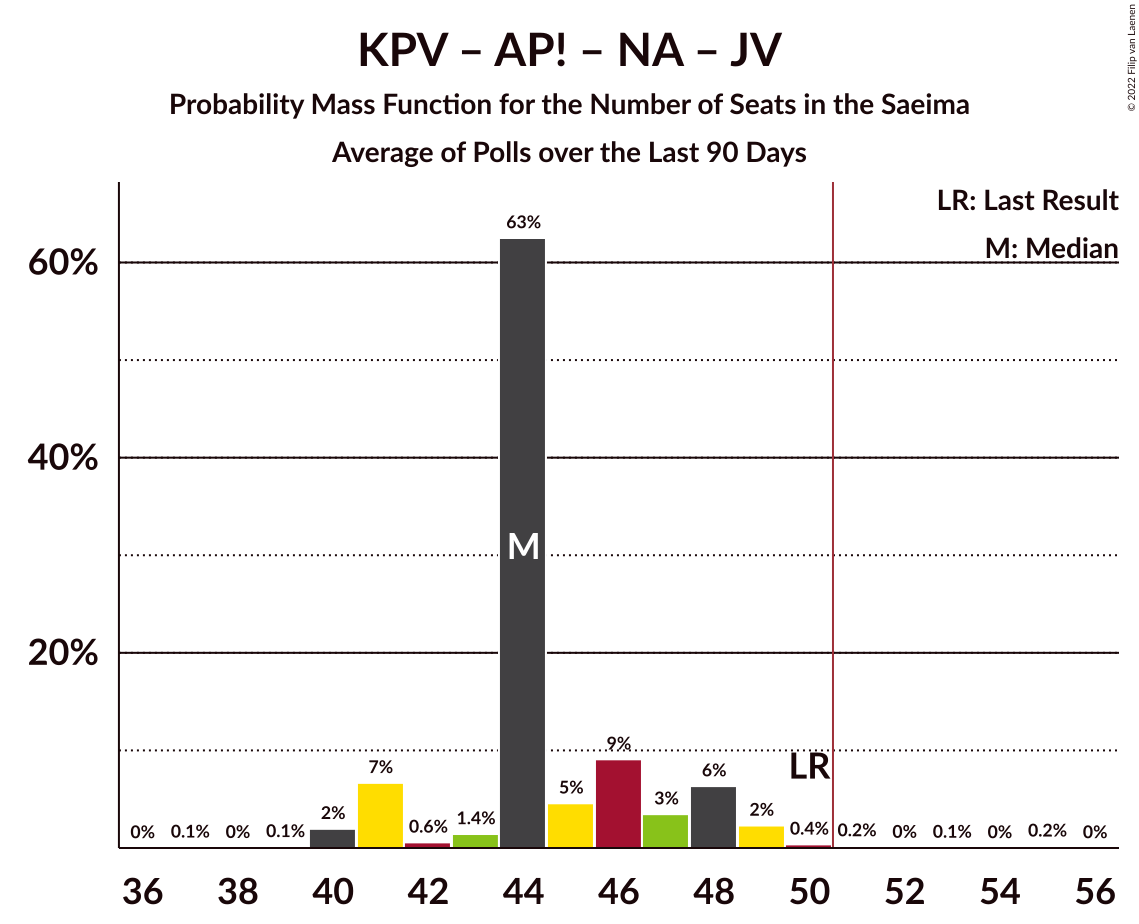 KPV – AP! – NA – JV
Probability Mass Function for the Number of Seats in the Saeima
Average of Polls over the Last 90 Days
© 2022 Filip van Laenen
LR: Last Result
M: Median
60%
40%
20%
63%
M
9%
7%
6%
5%
3%
2%
2%
1.4%
0.6%
0.4%
LR
0% 0.1% 0% 0.1%
0.2% 0% 0.1% 0% 0.2% 0%
36 38 40 42 44 46 48 50 52 54 56